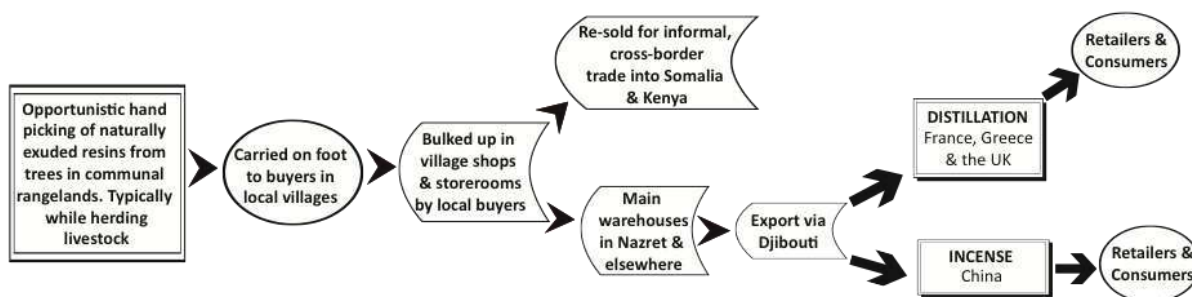 Opportunistic hand
picking of naturally
exuded resins from
trees in communal
rangelands. Typically
while herding
livestock
Carried on foot
to buyers in
local villages
Bulked up in
village shops
& storerooms
by local buyers
Re-sold for informal,
cross-border
trade into Somalia
& Kenya
Main
warehouses
in Nazret &
elsewhere
Export via
Djibouti
DISTILLATION
France, Greece
& the UK
Retailers &
Consumers
INCENSE
China
Retailers &
Consumers